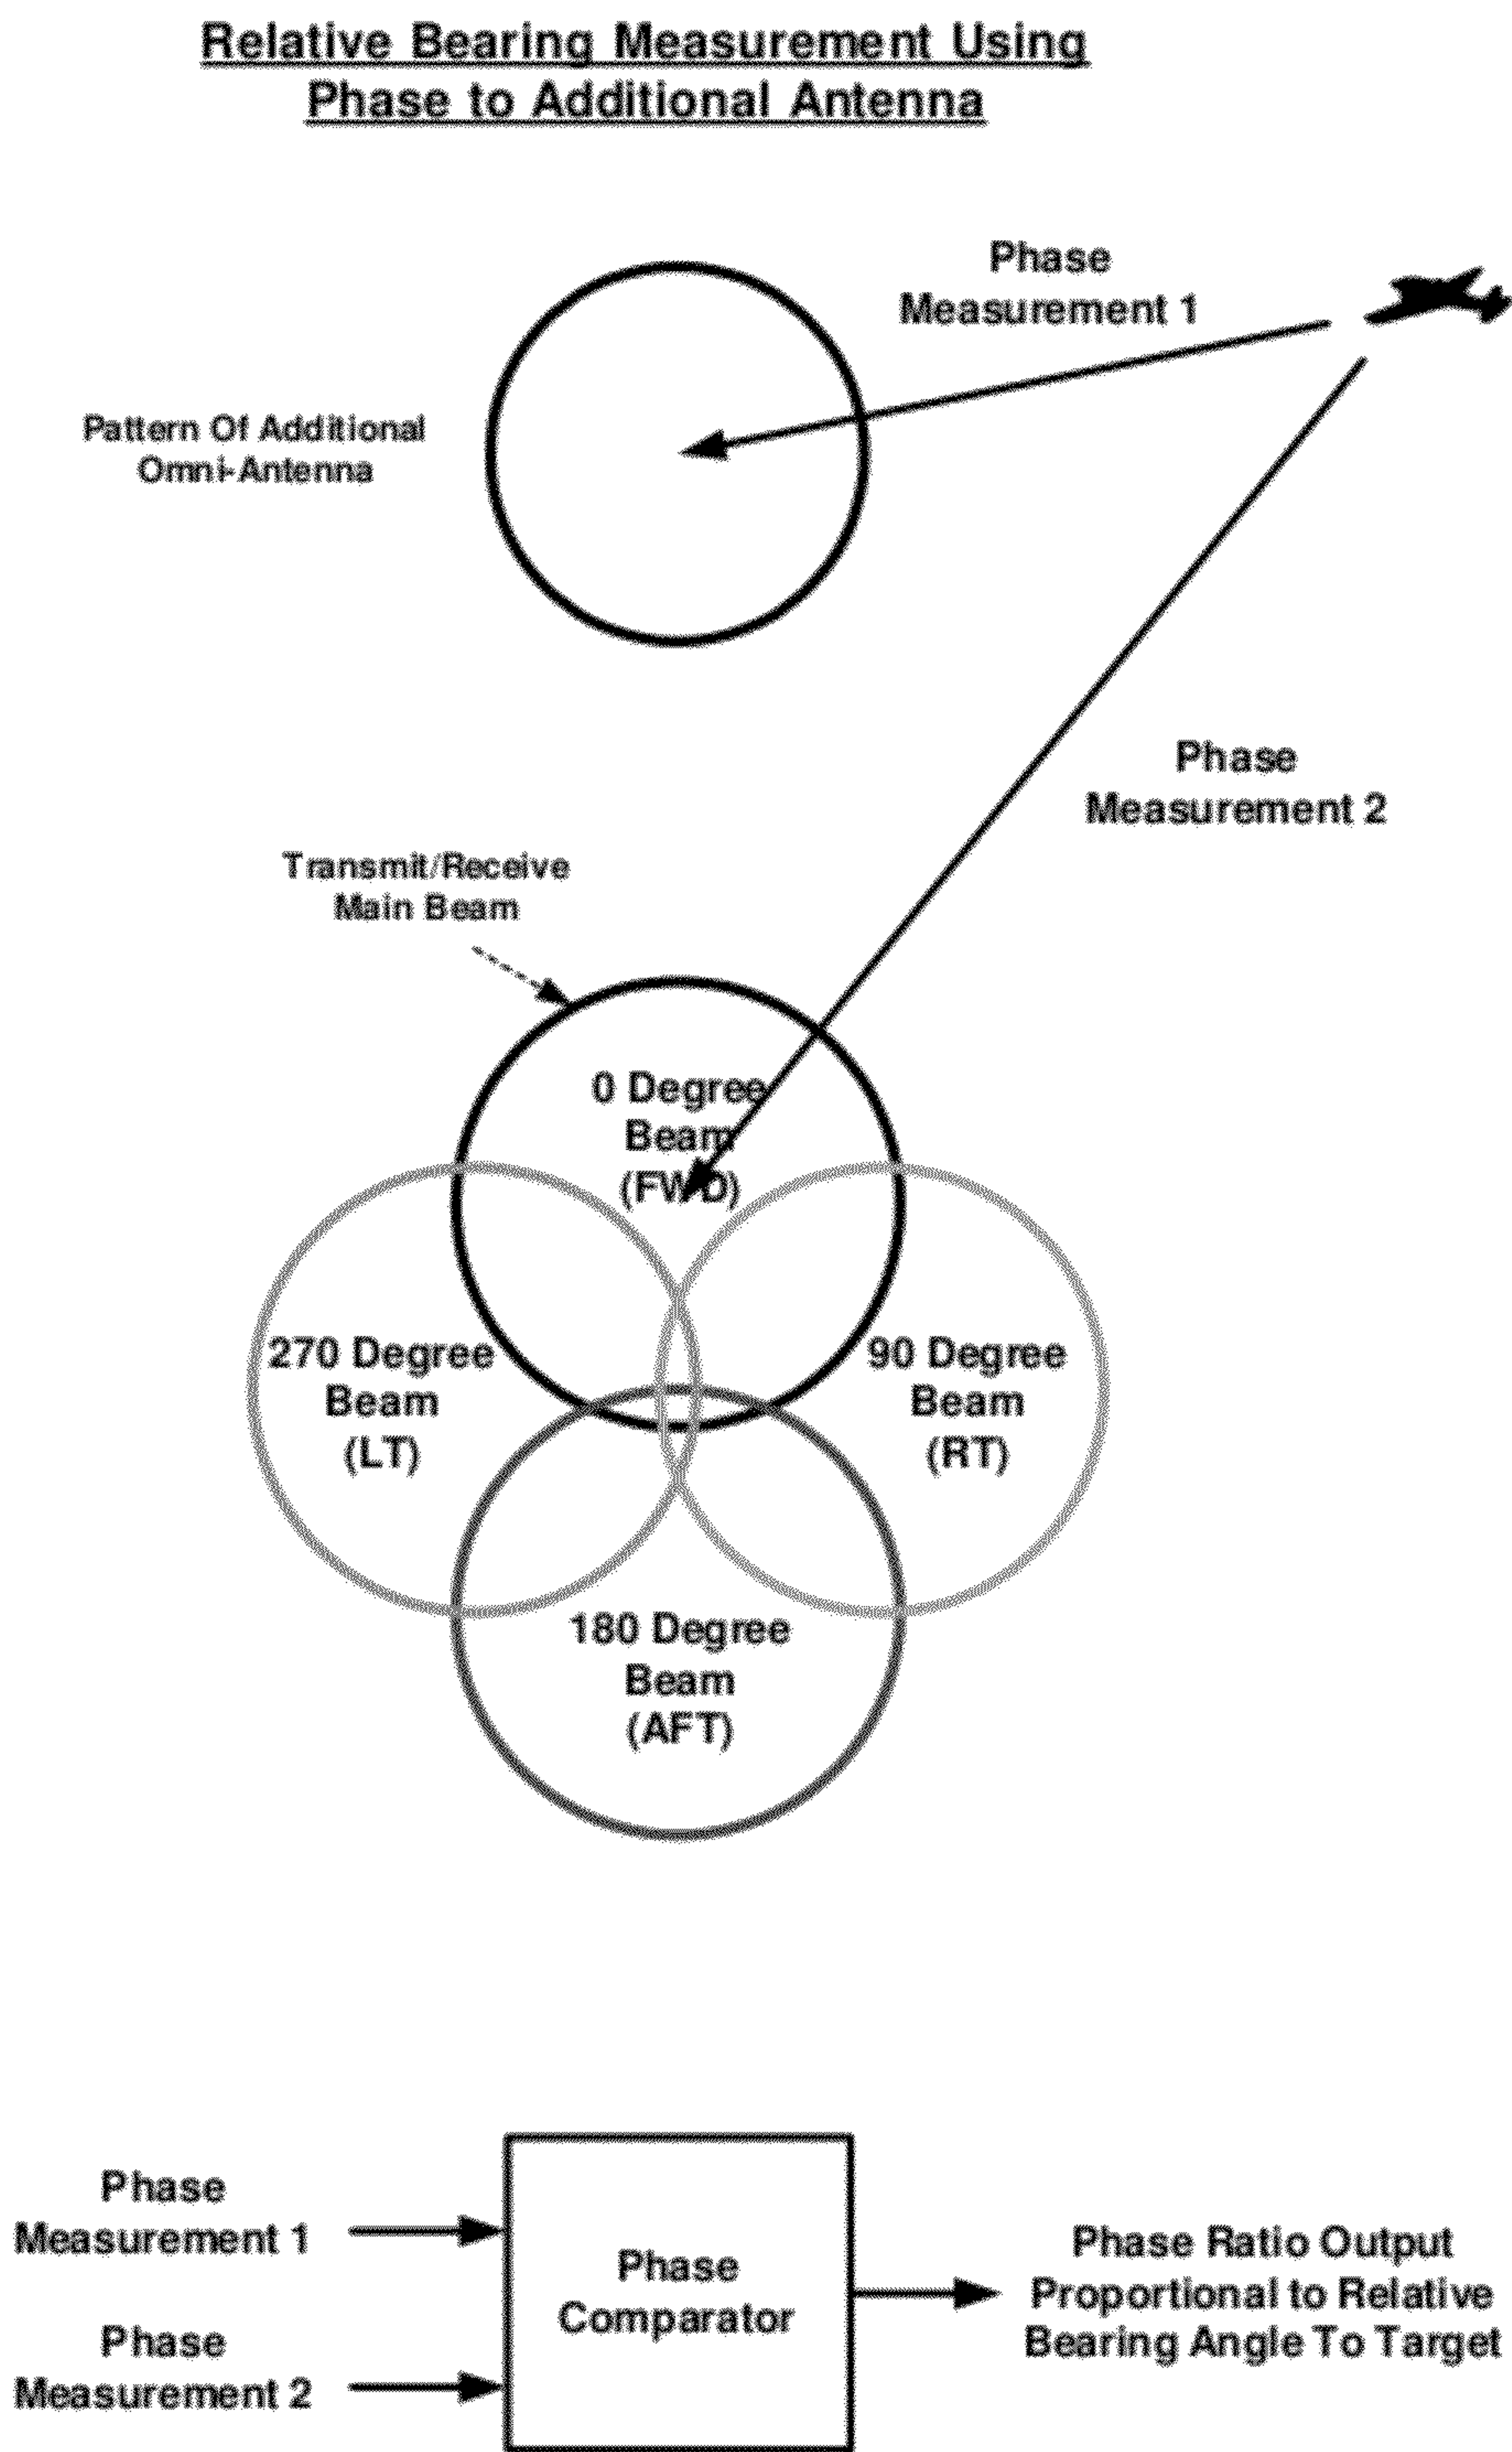 Relative Bearing Measurement Using
Phase to Additional Antenna
Phase
Measurement 1
Pattern Of Additional
Omni-Antenna
Phase
Measurement 2
Transmit/Receive
Main Beam
0 Degree
Beam
(FWD)
270 Degree
Beam
(LT)
90 Degree
Beam
(RT)
180 Degree
Beam
(AFT)
Phase
Measurement 1
Phase
Measurement 2
Phase
Comparator
Phase Ratio Output
Proportional to Relative
Bearing Angle To Target